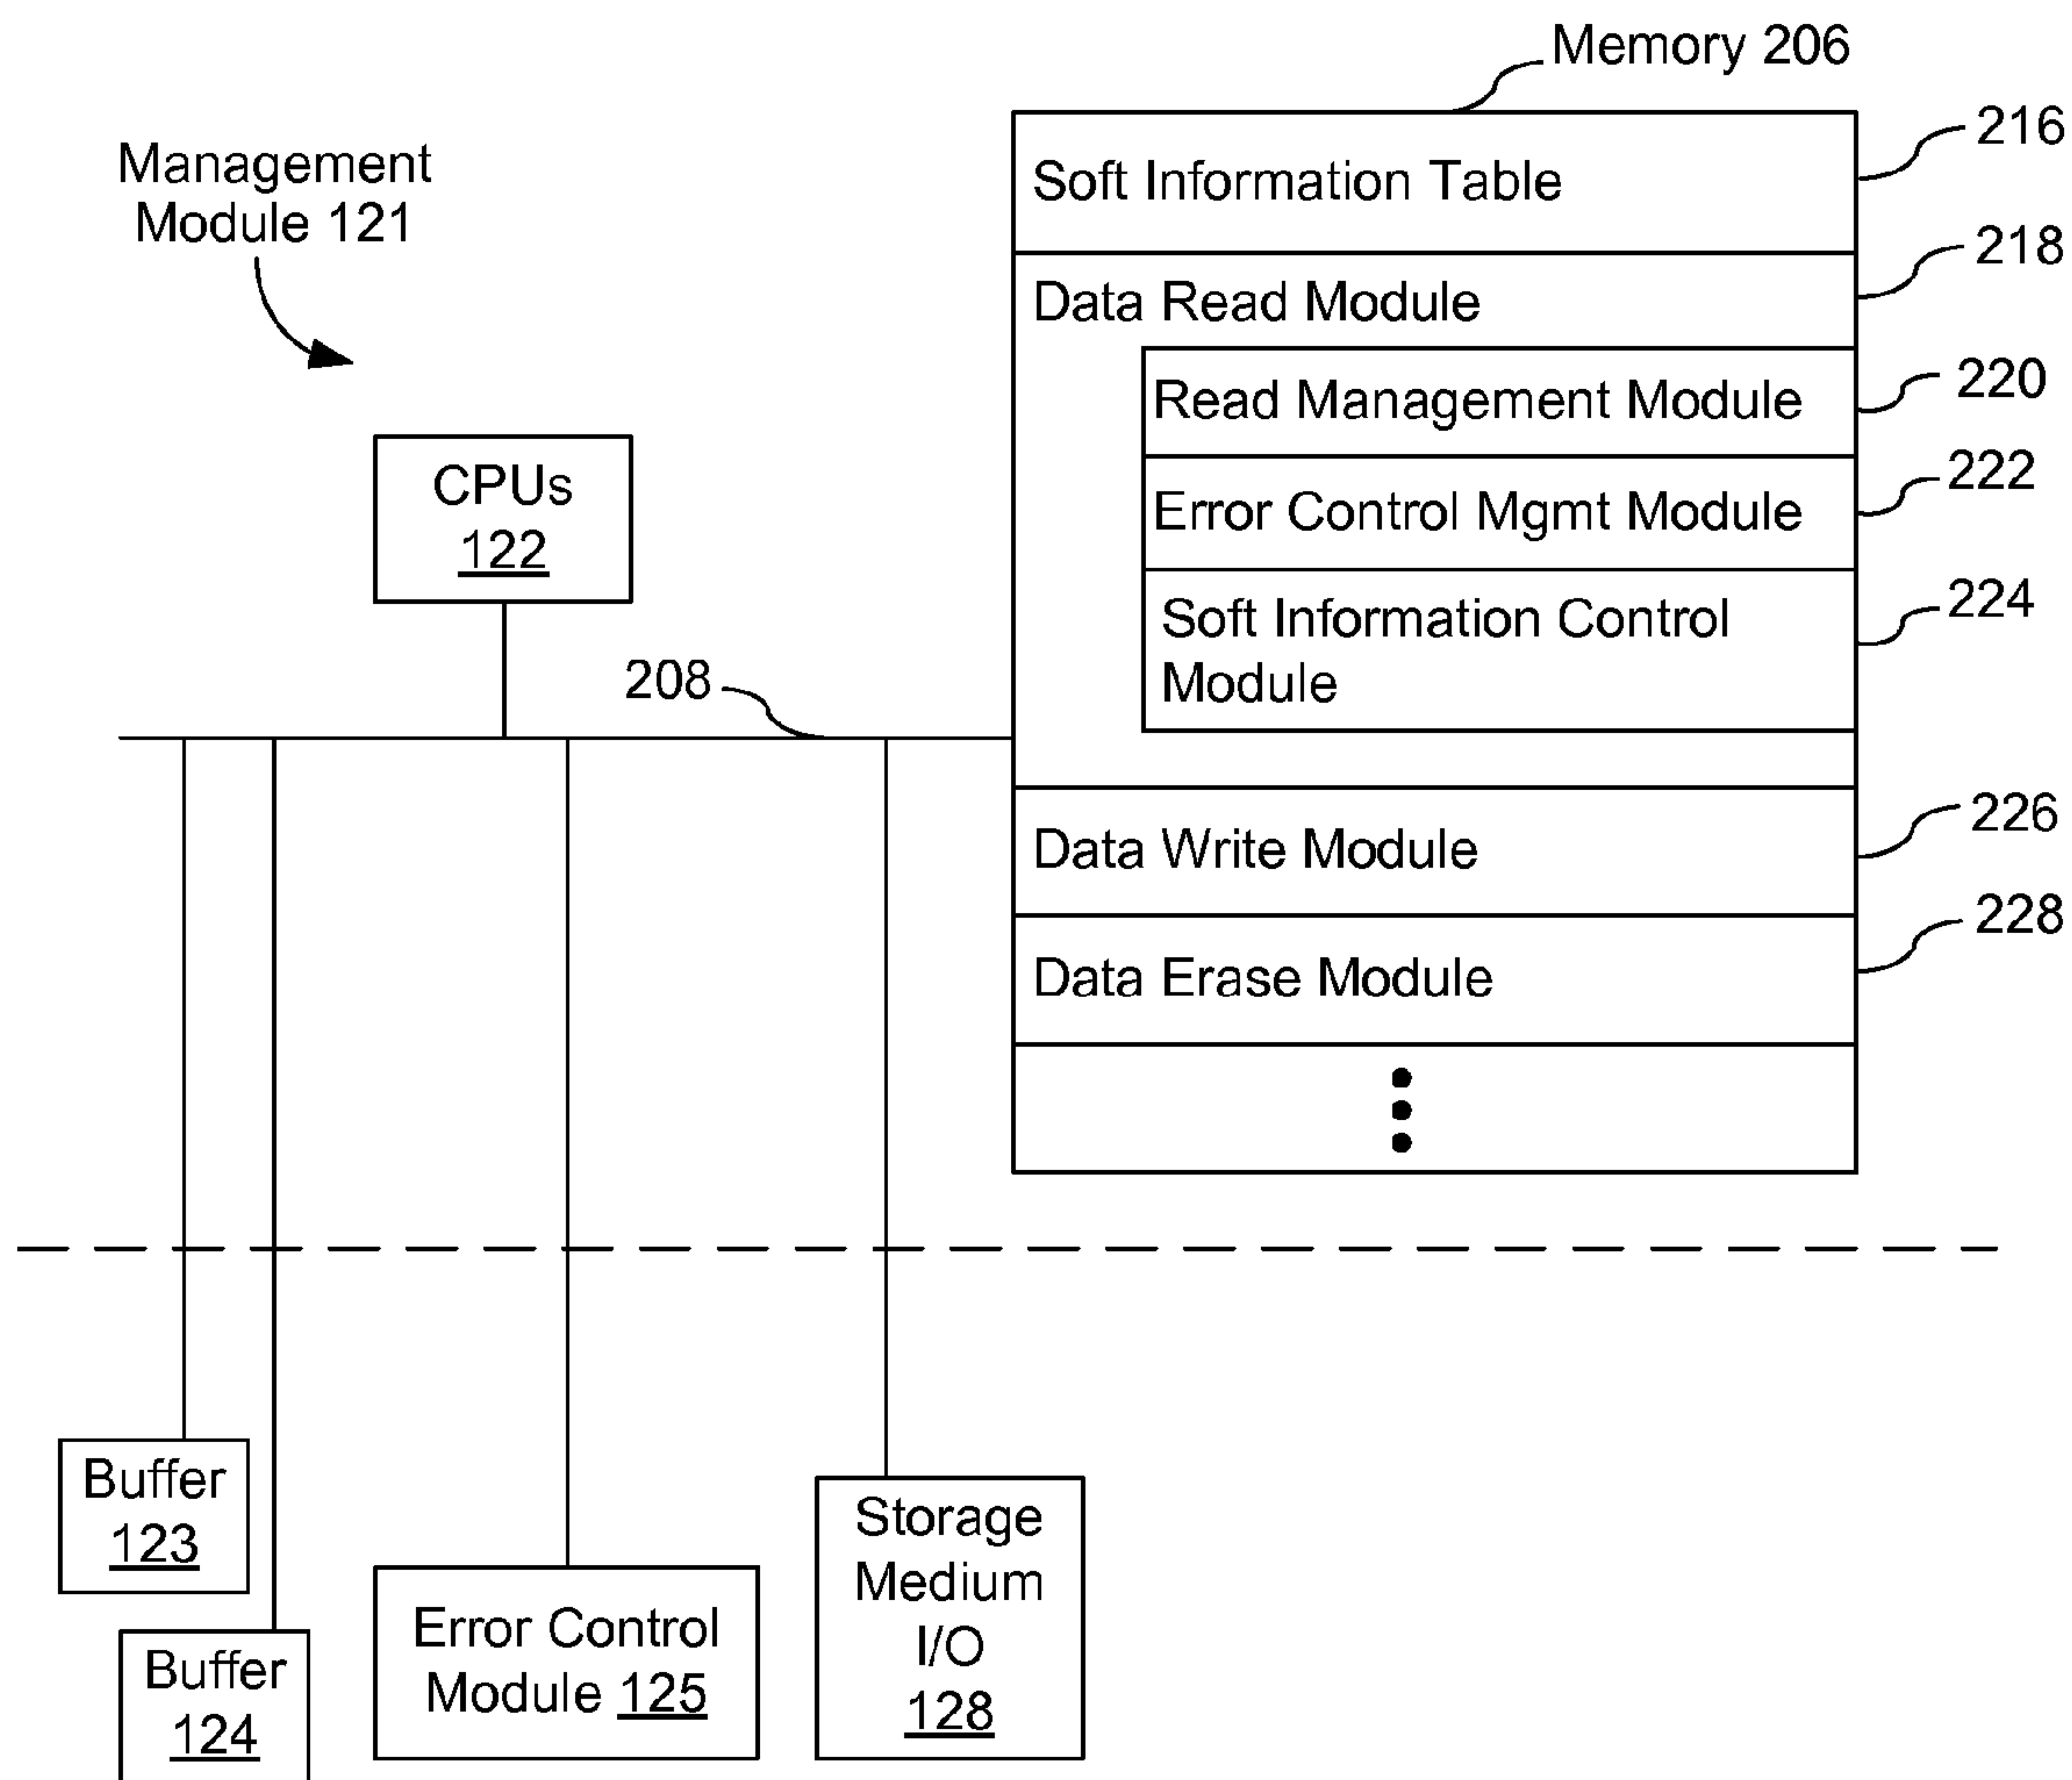 Memory 206
Management
Module 121
Soft Information Table
216
Data Read Module
218
Read Management Module
220
Error Control Mgmt Module
222
Soft Information Control
Module
224
CPUs
122
208
Data Write Module
226
Data Erase Module
228
Buffer
123
Buffer
124
Error Control
Module 125
Storage
Medium
I/O
128